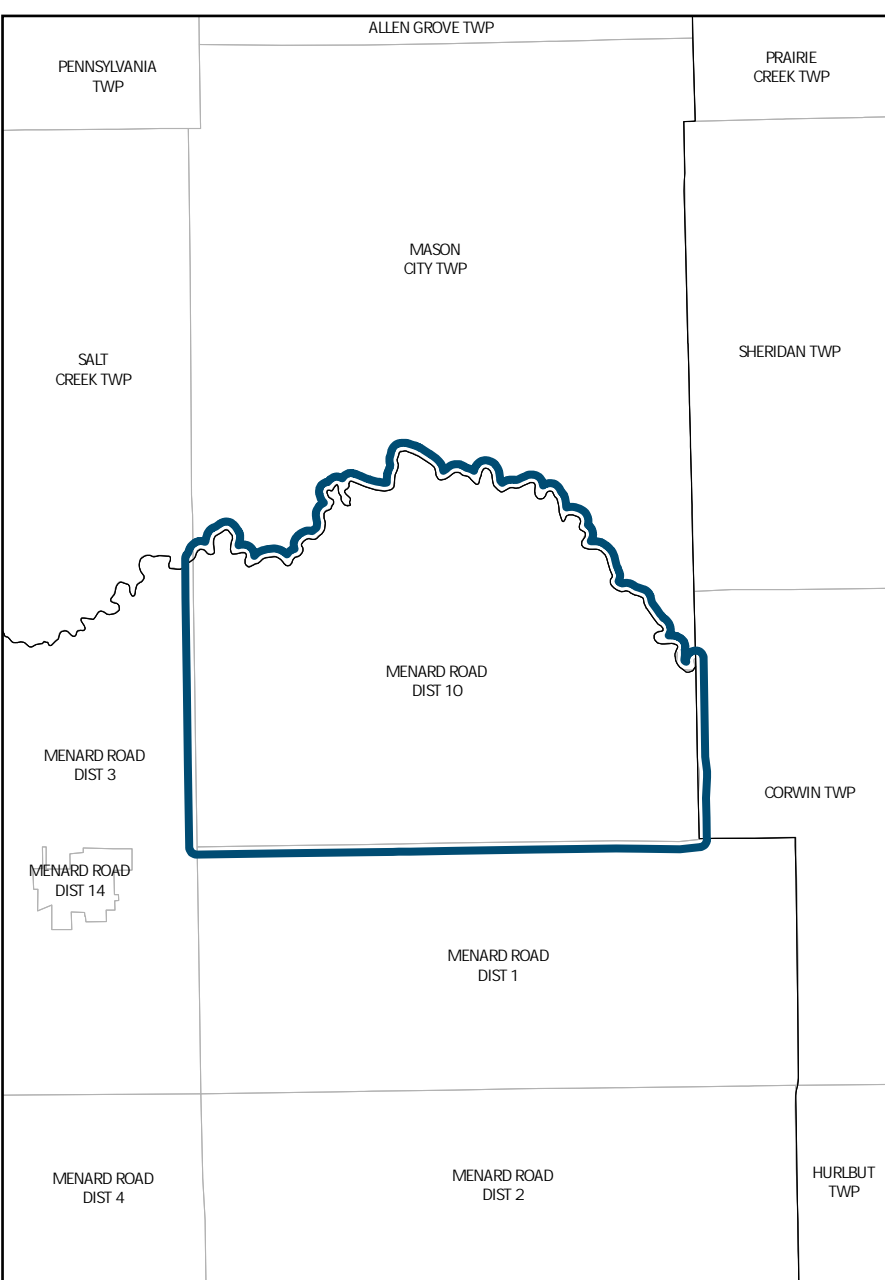 ALLEN GROVE TWP
PENNSYLVANIA
TWP
PRAIRIE
CREEK TWP
MASON
CITY TWP
SALT
CREEK TWP
SHERIDAN TWP
MENARD ROAD
DIST 10
MENARD ROAD
DIST 3
CORWIN TWP
MENARD ROAD
DIST 14
MENARD ROAD
DIST 1
MENARD ROAD
DIST 4
MENARD ROAD
DIST 2
HURLBUT
TWP